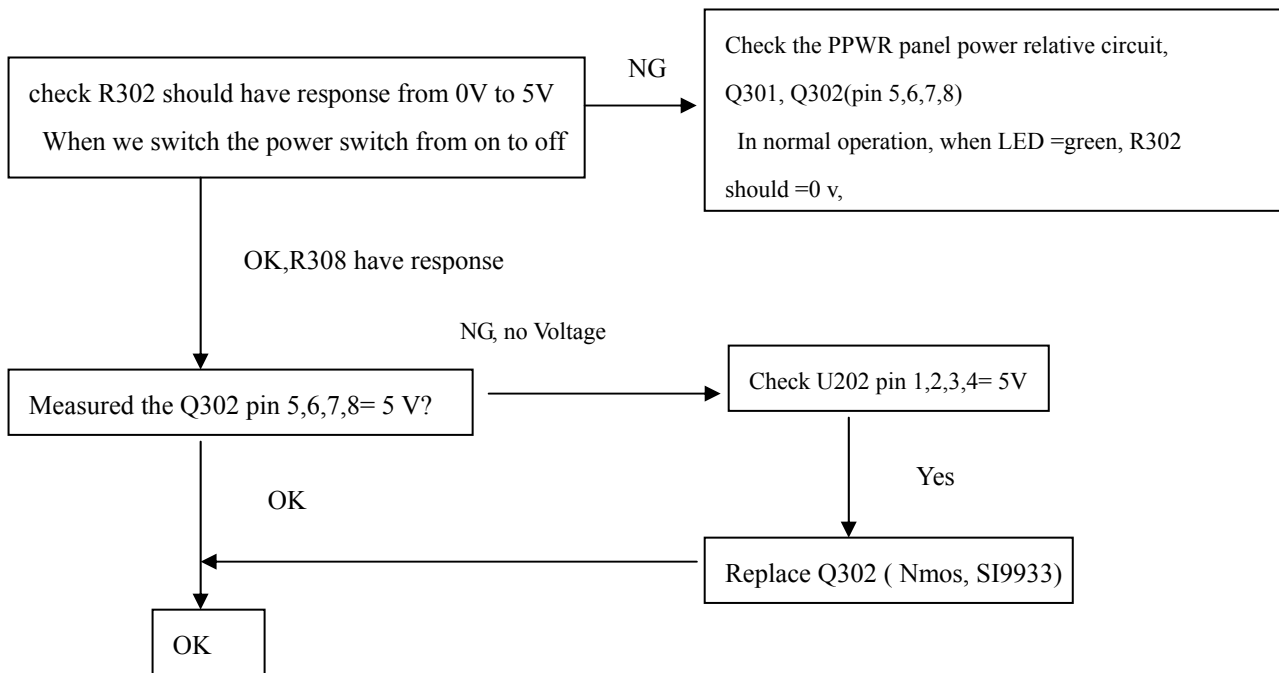 check R302 should have response from 0V to 5V
When we switch the power switch from on to off
NG
Check the PPWR panel power relative circuit,
Q301, Q302(pin 5,6,7,8)
In normal operation, when LED =green, R302
should =0 v,
OK,R308 have response
NG, no Voltage
Measured the Q302 pin 5,6,7,8= 5 V?
Check U202 pin 1,2,3,4= 5V
OK
Yes
Replace Q302 ( Nmos, SI9933)
OK